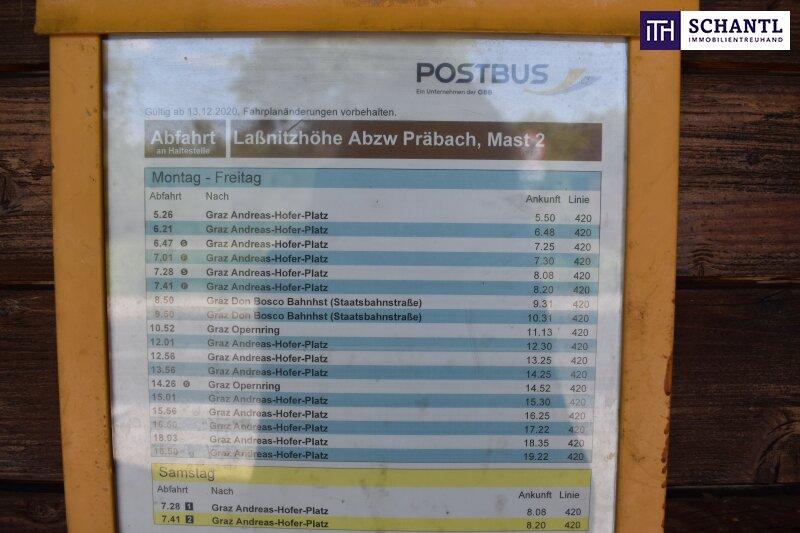 ITH SCHANTL
IMMOBILIENTREUHAND
POSTBUS
Ein Unternehmen der ÖBB
Gültig ab 13.12.2020, Fahrplanänderungen vorbehalten.
Abfahrt Laßnitzhöhe Abzw Präbach, Mast 2
an Haltestelle
Montag - Freitag
Abfahrt Nach Ankunft Linie
5.26 Graz Andreas-Hofer-Platz 5.50 420
6.21 Graz Andreas-Hofer-Platz 6.48 420
6.47 S Graz Andreas-Hofer-Platz 7.25 420
7.01 F Graz Andreas-Hofer-Platz 7.30 420
7.28 S Graz Andreas-Hofer-Platz 8.08 420
7.41 F Graz Andreas-Hofer-Platz 8.20 420
8.50 Graz Don Bosco Bahnhst (Staatsbahnstraße) 9.31 420
9.50 Graz Don Bosco Bahnhst (Staatsbahnstraße) 10.31 420
10.52 Graz Opernring 11.13 420
12.01 Graz Andreas-Hofer-Platz 12.30 420
12.56 Graz Andreas-Hofer-Platz 13.25 420
13.56 Graz Andreas-Hofer-Platz 14.25 420
14.26 S Graz Opernring 14.52 420
15.01 Graz Andreas-Hofer-Platz 15.30 420
15.56 Graz Andreas-Hofer-Platz 16.25 420
16.50 Graz Andreas-Hofer-Platz 17.22 420
18.03 Graz Andreas-Hofer-Platz 18.35 420
18.50 Graz Andreas-Hofer-Platz 19.22 420
Samstag
Abfahrt Nach Ankunft Linie
7.28 1 Graz Andreas-Hofer-Platz 8.08 420
7.41 2 Graz Andreas-Hofer-Platz 8.20 420